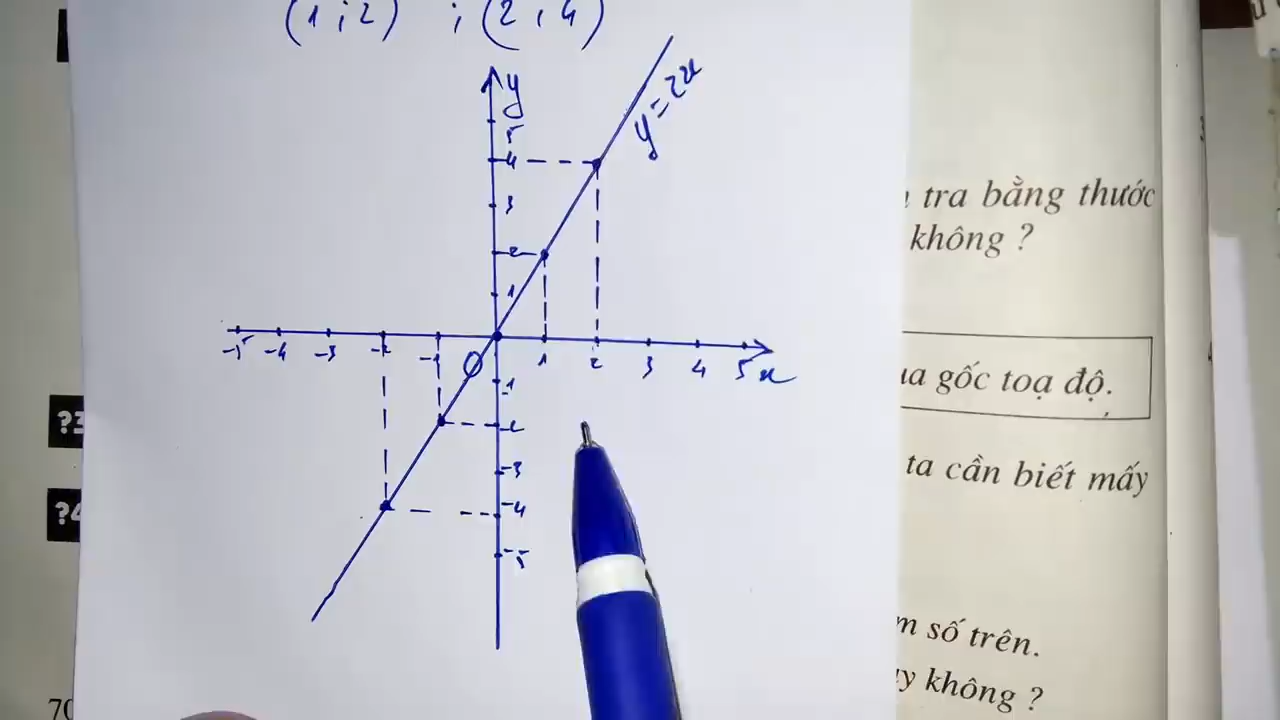 (1 ; 2) ; (2 ; 4)
y
y = 2x
5
4
3
2
1
-5 -4 -3 -2 -1 O 1 2 3 4 5 x
-1
-2
-3
-4
-5
tra bằng thước
không ?
gốc toạ độ.
?3
ta cần biết mấy
?4
số trên.
không ?
70